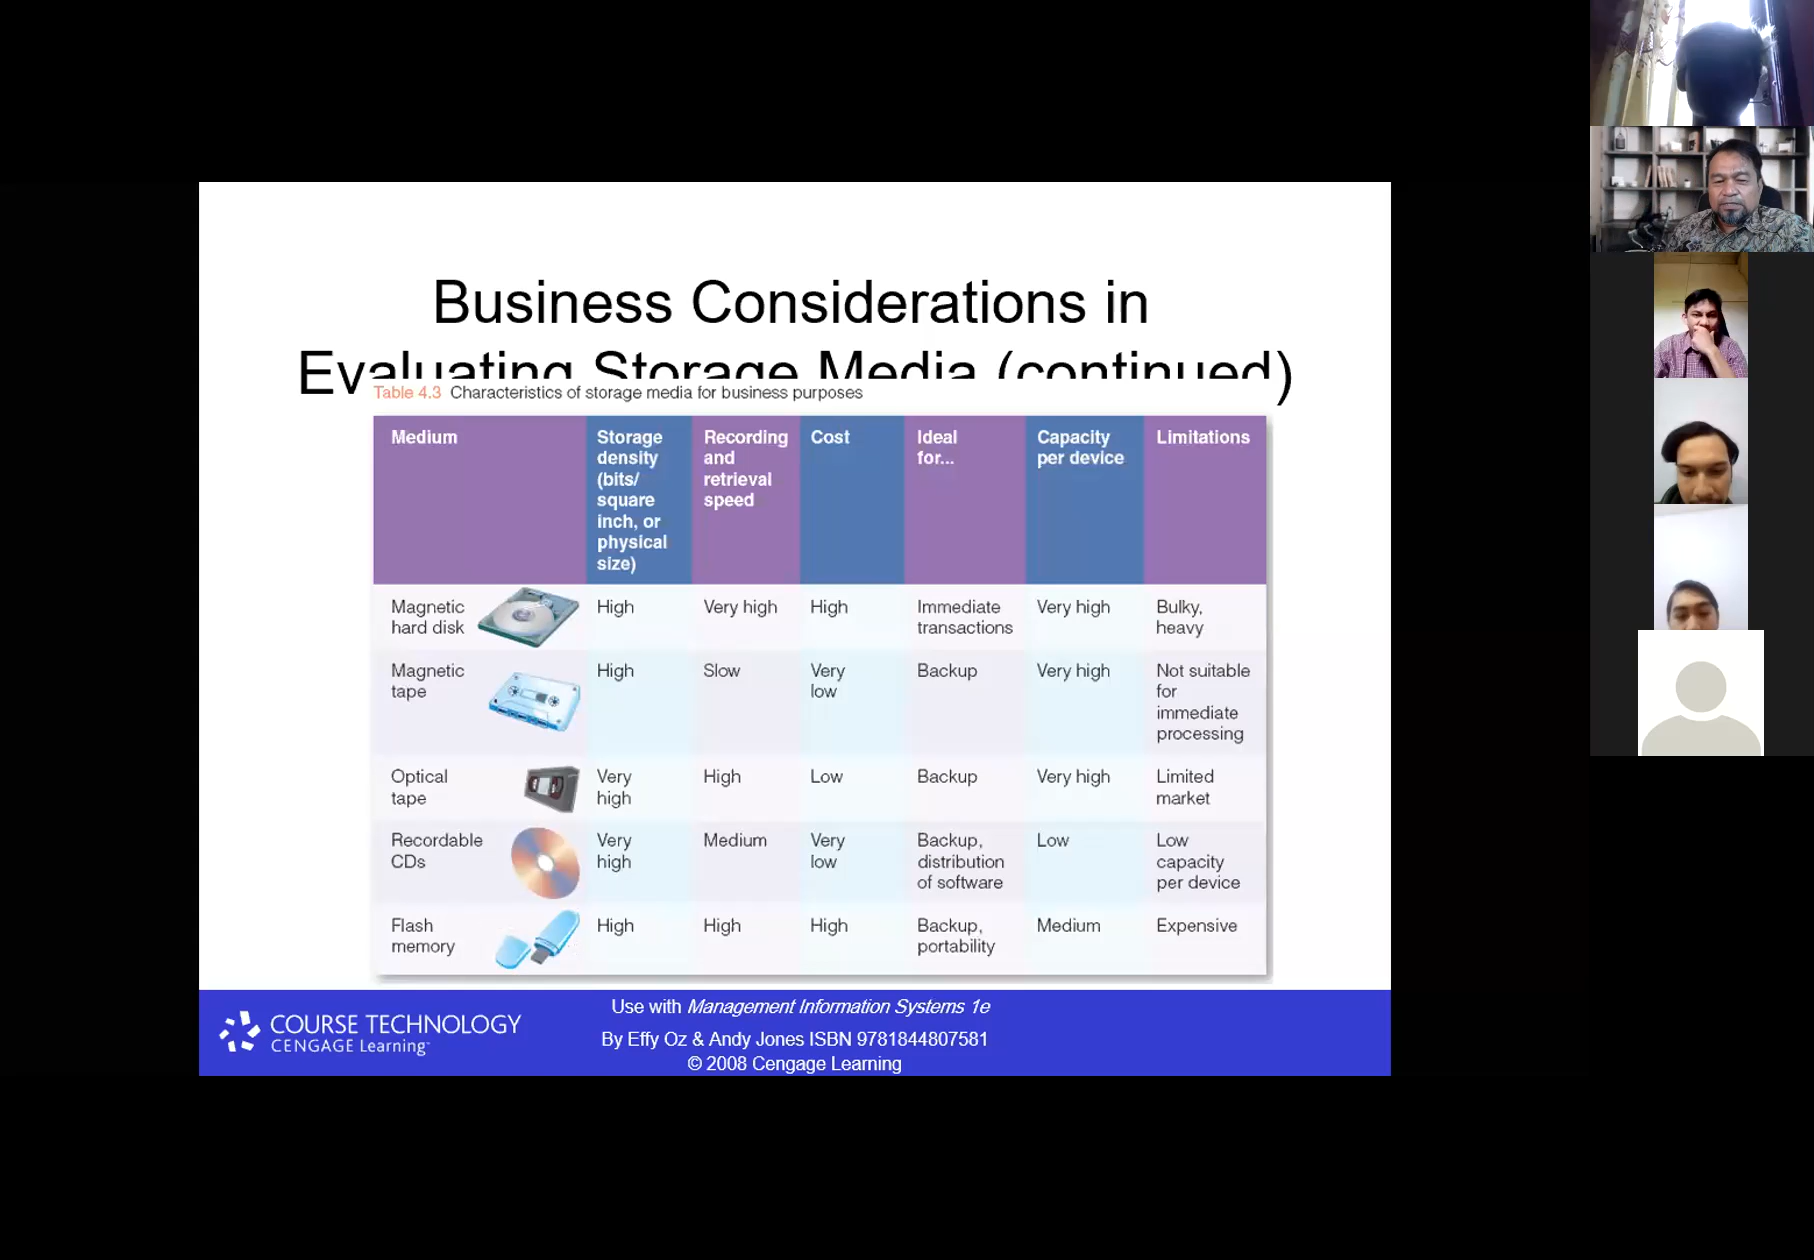 Business Considerations in
Evaluating Storage Media (continued)
Table 4.3 Characteristics of storage media for business purposes
Medium
Storage
density
(bits/
square
inch, or
physical
size)
Recording
and
retrieval
speed
Cost
Ideal
for...
Capacity
per device
Limitations
Magnetic
hard disk
High
Very high
High
Immediate
transactions
Very high
Bulky,
heavy
Magnetic
tape
High
Slow
Very
low
Backup
Very high
Not suitable
for
immediate
processing
Optical
tape
Very
high
High
Low
Backup
Very high
Limited
market
Recordable
CDs
Very
high
Medium
Very
low
Backup,
distribution
of software
Low
Low
capacity
per device
Flash
memory
High
High
High
Backup,
portability
Medium
Expensive
COURSE TECHNOLOGY
CENGAGE Learning™
Use with Management Information Systems 1e
By Effy Oz & Andy Jones ISBN 9781844807581
© 2008 Cengage Learning